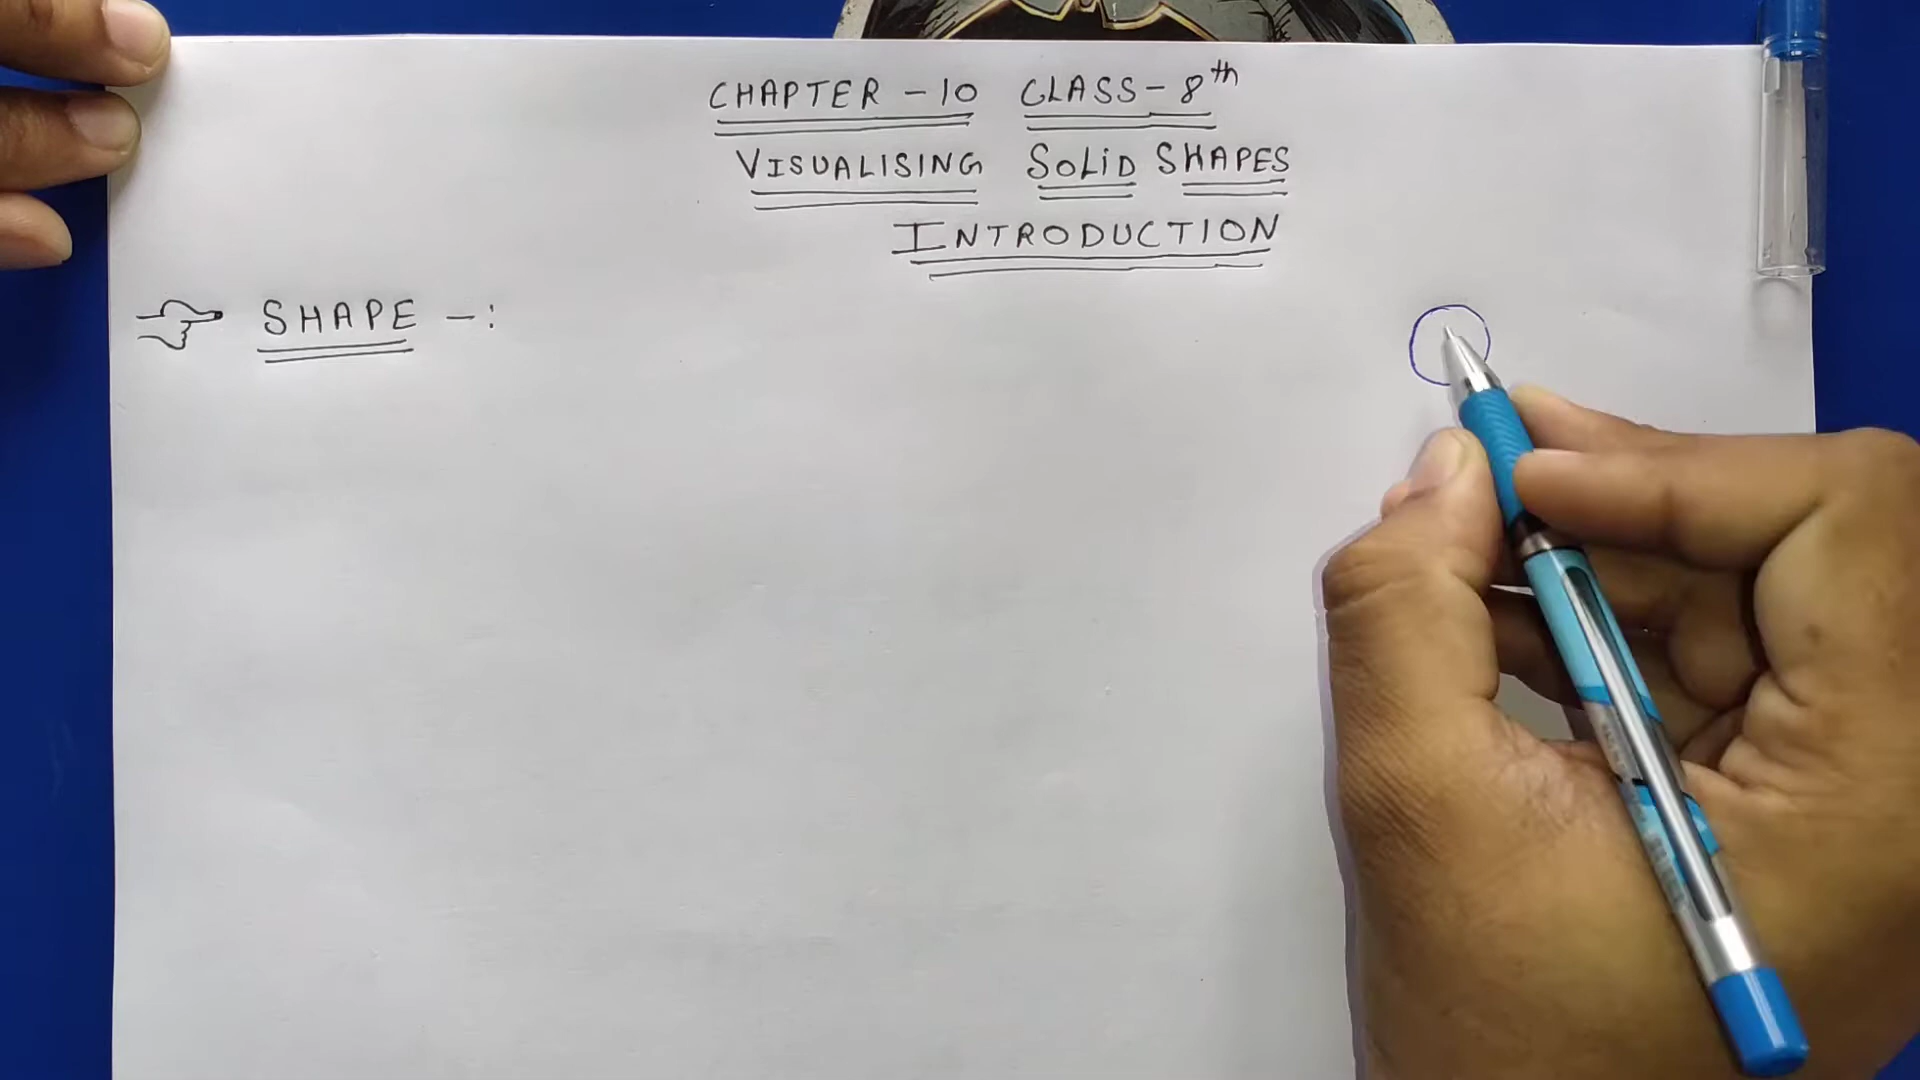 CHAPTER - 10 CLASS - 8th
VISUALISING SOLID SHAPES
INTRODUCTION
SHAPE - :